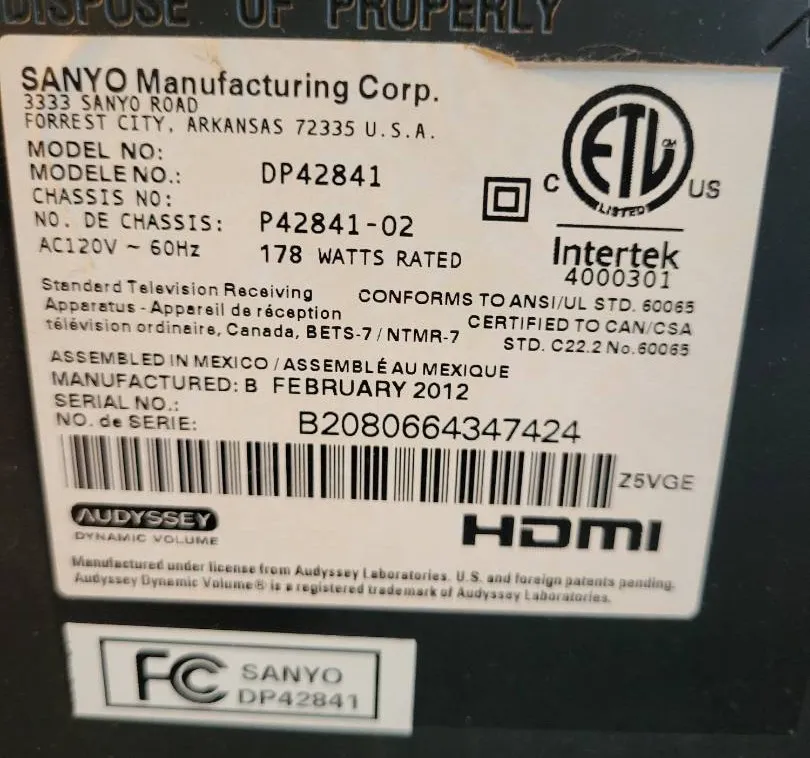 DISPOSE OF PROPERLY
SANYO Manufacturing Corp.
3333 SANYO ROAD
FORREST CITY, ARKANSAS 72335 U.S.A.
MODEL NO:
MODELE NO.: DP42841
CHASSIS NO:
NO. DE CHASSIS: P42841-02
AC120V ~ 60Hz 178 WATTS RATED
C ETL CM LISTED US
Intertek
4000301
Standard Television Receiving
Apparatus - Appareil de réception
télévision ordinaire, Canada, BETS-7 / NTMR-7
CONFORMS TO ANSI/UL STD. 60065
CERTIFIED TO CAN/CSA
STD. C22.2 No.60065
ASSEMBLED IN MEXICO / ASSEMBLÉ AU MEXIQUE
MANUFACTURED: B FEBRUARY 2012
SERIAL NO.:
NO. de SERIE: B2080664347424
Z5VGE
AUDYSSEY
DYNAMIC VOLUME
HDMI
Manufactured under license from Audyssey Laboratories. U.S. and foreign patents pending.
Audyssey Dynamic Volume® is a registered trademark of Audyssey Laboratories.
FC SANYO
DP42841